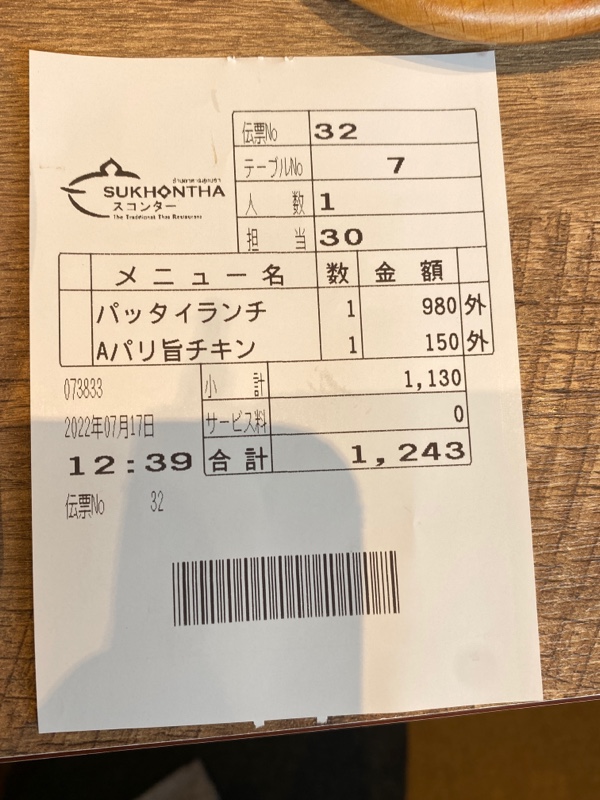 伝票No 32
テーブルNo 7
人数 1
担当 30
SUKHONTHA
スコンター
The Traditional Thai Restaurant
メニュー名 数 金額
パッタイランチ 1 980 外
Aパリ旨チキン 1 150 外
073833
小計 1,130
2022年07月17日
サービス料 0
12:39
合計 1,243
伝票No 32